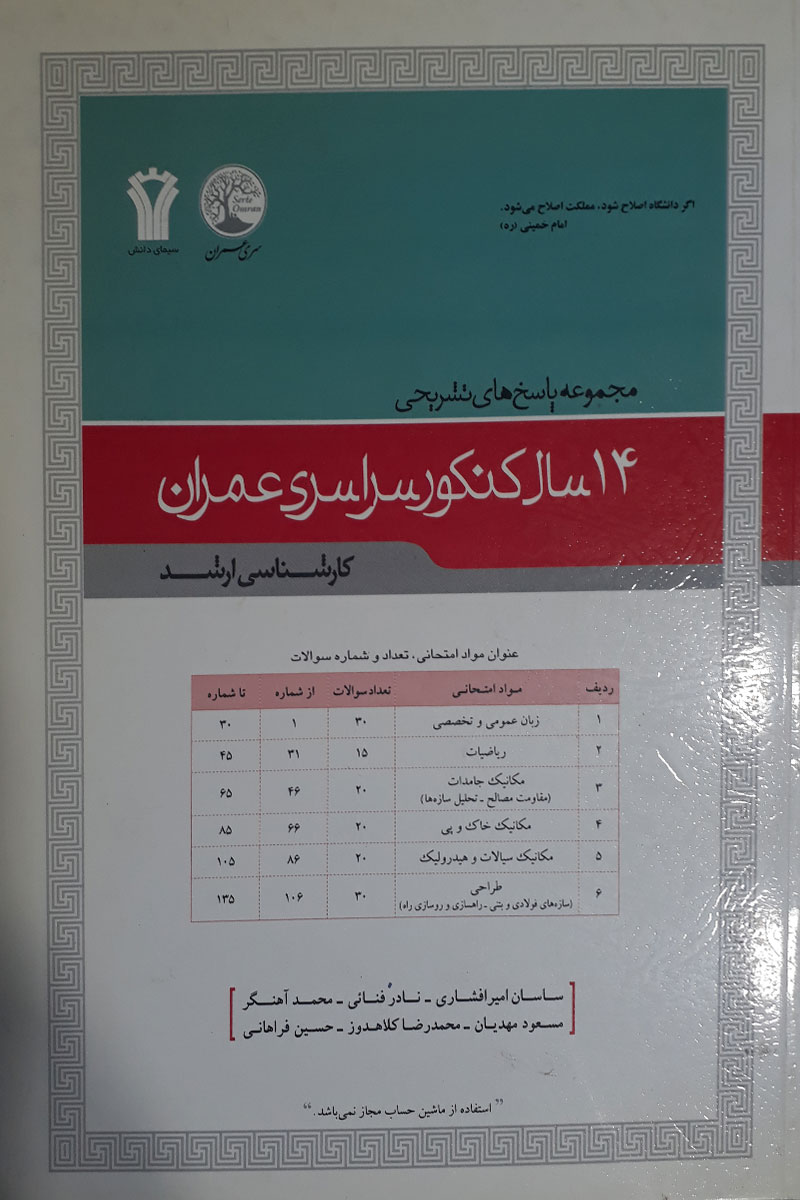 اگر دانشگاه اصلاح شود، مملکت اصلاح می‌شود.
امام خمینی (ره)
Serie Omran
سری عمران
سیمای دانش
مجموعه پاسخ‌های تشریحی
۱۴ سال کنکور سراسری عمران
کارشناسی ارشد
عنوان مواد امتحانی، تعداد و شماره سوالات
ردیف مواد امتحانی تعداد سوالات از شماره تا شماره
۱ زبان عمومی و تخصصی ۳۰ ۱ ۳۰
۲ ریاضیات ۱۵ ۳۱ ۴۵
۳ مکانیک جامدات (مقاومت مصالح ـ تحلیل سازه‌ها) ۲۰ ۴۶ ۶۵
۴ مکانیک خاک و پی ۲۰ ۶۶ ۸۵
۵ مکانیک سیالات و هیدرولیک ۲۰ ۸۶ ۱۰۵
۶ طراحی (سازه‌های فولادی و بتنی ـ راهسازی و روسازی راه) ۳۰ ۱۰۶ ۱۳۵
ساسان امیرافشاری ـ نادر فنائی ـ محمد آهنگر
مسعود مهدیان ـ محمدرضا کلاهدوز ـ حسین فراهانی
” استفاده از ماشین حساب مجاز نمی‌باشد. “